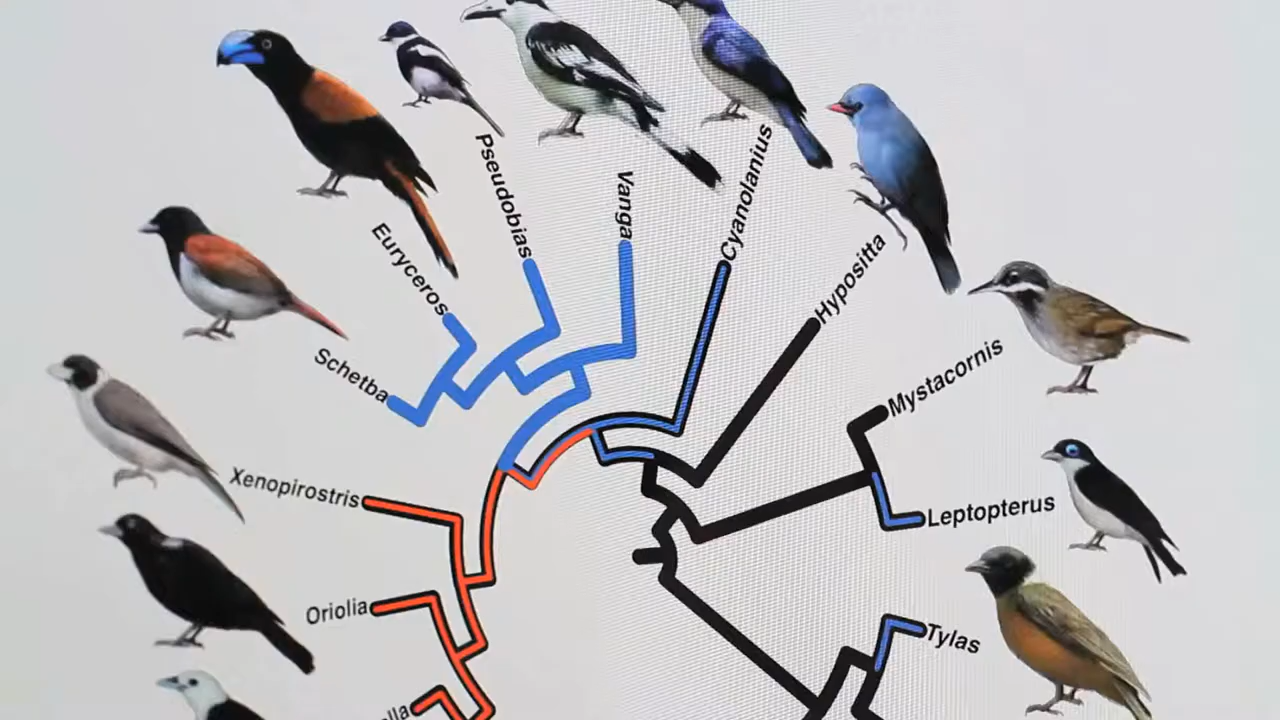 Pseudobias
Vanga
Cyanolanius
Euryceros
Hypositta
Schetba
Mystacornis
Xenopirostris
Leptopterus
Oriolia
Tylas